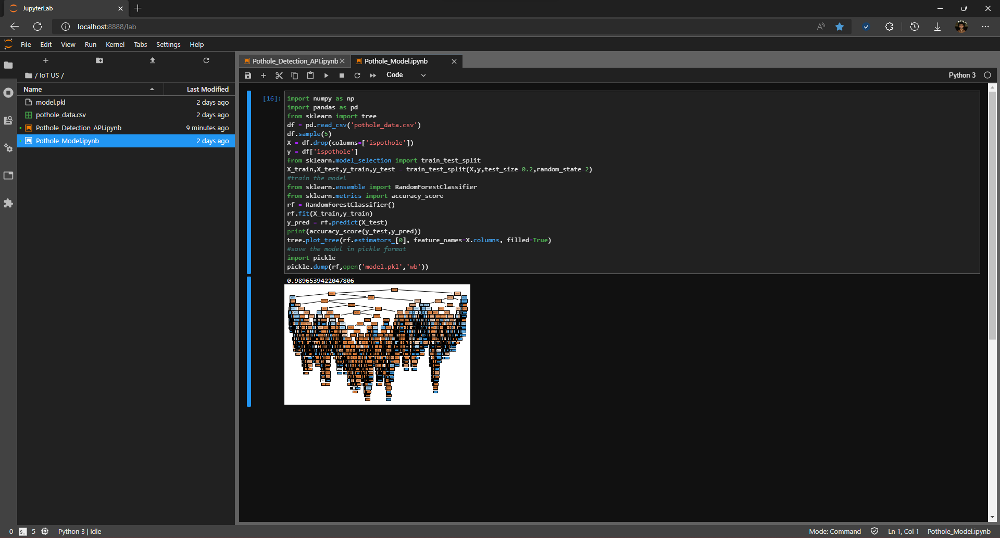 JupyterLab
localhost:8888/lab
File Edit View Run Kernel Tabs Settings Help
/ IoT US /
Name Last Modified
model.pkl 2 days ago
pothole_data.csv 2 days ago
Pothole_Detection_API.ipynb 9 minutes ago
Pothole_Model.ipynb 2 days ago
Pothole_Detection_API.ipynb Pothole_Model.ipynb
Code Python 3
[16]:
import numpy as np
import pandas as pd
from sklearn import tree
df = pd.read_csv('pothole_data.csv')
df.sample(5)
X = df.drop(columns=['ispothole'])
y = df['ispothole']
from sklearn.model_selection import train_test_split
X_train,X_test,y_train,y_test = train_test_split(X,y,test_size=0.2,random_state=2)
#train the model
from sklearn.ensemble import RandomForestClassifier
from sklearn.metrics import accuracy_score
rf = RandomForestClassifier()
rf.fit(X_train,y_train)
y_pred = rf.predict(X_test)
print(accuracy_score(y_test,y_pred))
tree.plot_tree(rf.estimators_[0], feature_names=X.columns, filled=True)
#save the model in pickle format
import pickle
pickle.dump(rf,open('model.pkl','wb'))
0.9896539422047806
0 $_ 5 Python 3 | Idle Mode: Command Ln 1, Col 1 Pothole_Model.ipynb